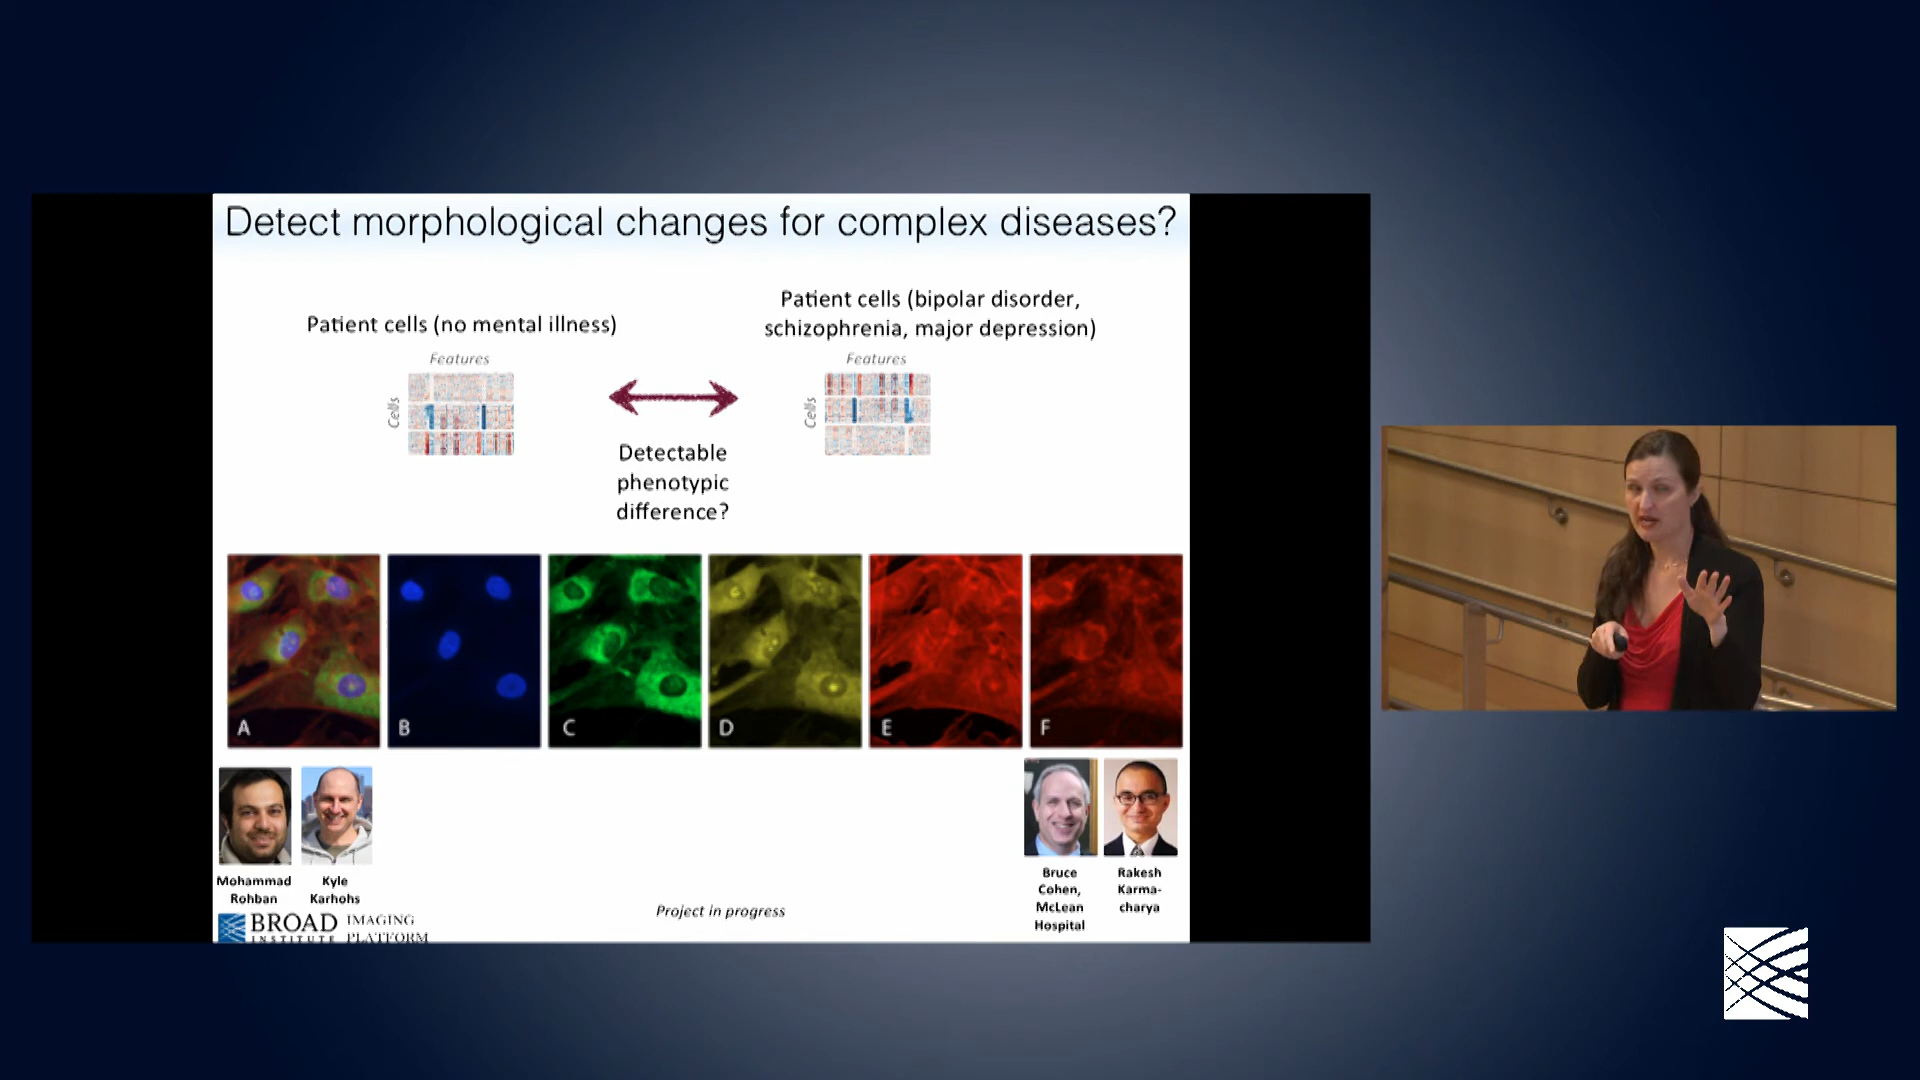 Detect morphological changes for complex diseases?
Patient cells (no mental illness)
Patient cells (bipolar disorder,
schizophrenia, major depression)
Features
Cells
Features
Cells
Detectable
phenotypic
difference?
A
B
C
D
E
F
Mohammad
Rohban
Kyle
Karhohs
Bruce
Cohen,
McLean
Hospital
Rakesh
Karma-
charya
Project in progress
BROAD
INSTITUTE
IMAGING
PLATFORM